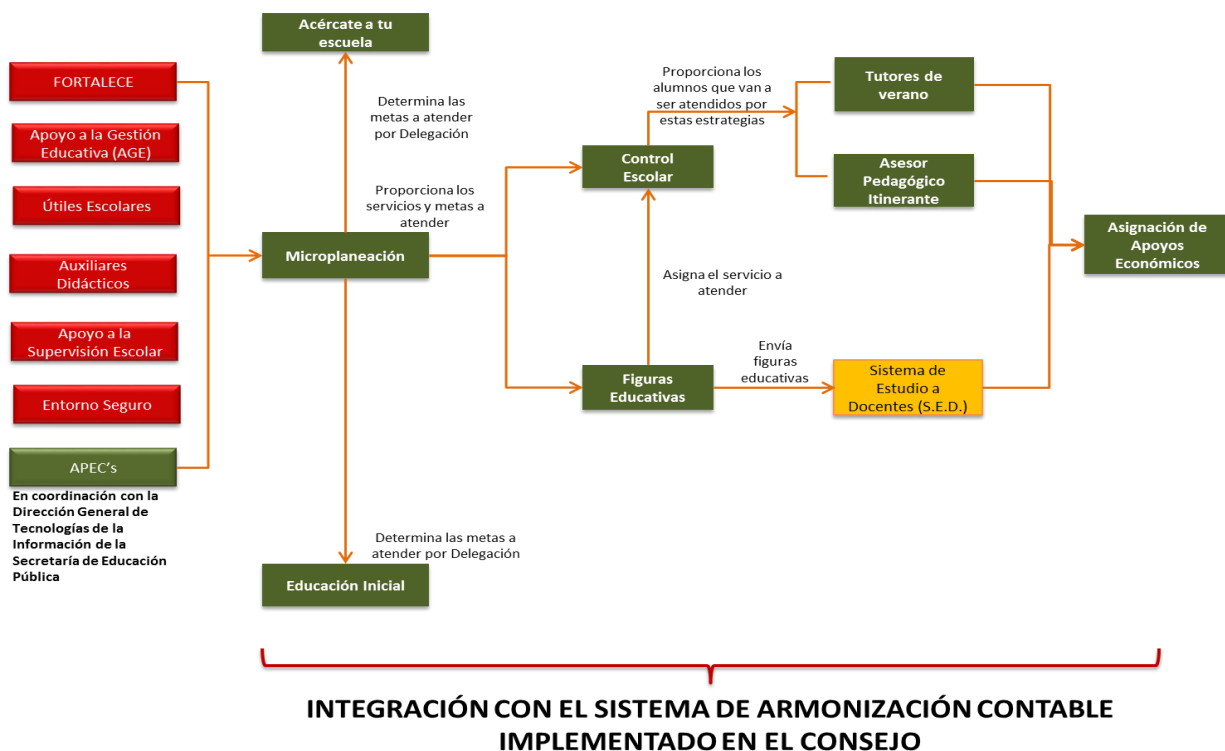 Acércate a tu
escuela
FORTALECE
Apoyo a la Gestión
Educativa (AGE)
Útiles Escolares
Auxiliares
Didácticos
Apoyo a la
Supervisión Escolar
Entorno Seguro
APEC's
En coordinación con la
Dirección General de
Tecnologías de la
Información de la
Secretaría de Educación
Pública
Determina las
metas a atender
por Delegación
Microplaneación
Proporciona los
servicios y metas a
atender
Determina las metas a
atender por Delegación
Educación Inicial
Proporciona los
alumnos que van a
ser atendidos por
estas estrategias
Control
Escolar
Asigna el servicio a
atender
Figuras
Educativas
Envía
figuras
educativas
Tutores de
verano
Asesor
Pedagógico
Itinerante
Sistema de
Estudio a
Docentes (S.E.D.)
Asignación de
Apoyos
Económicos
INTEGRACIÓN CON EL SISTEMA DE ARMONIZACIÓN CONTABLE
IMPLEMENTADO EN EL CONSEJO